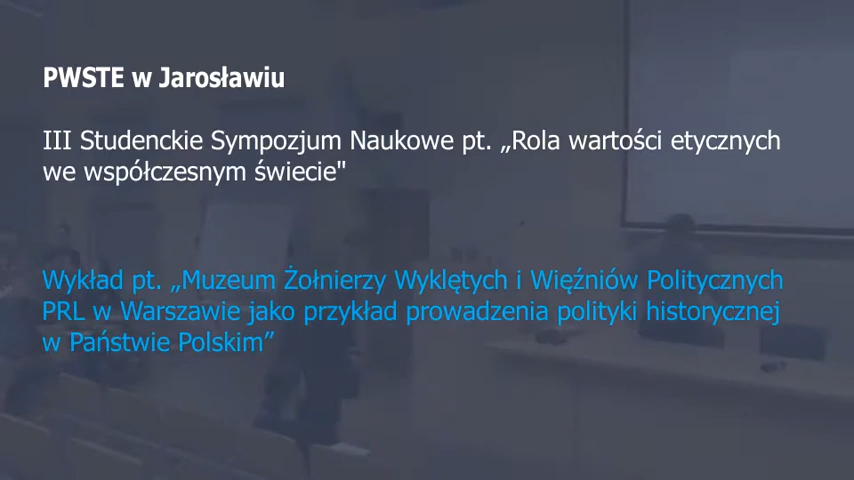 PWSTE w Jarosławiu
III Studenckie Sympozjum Naukowe pt. „Rola wartości etycznych
we współczesnym świecie"
Wykład pt. „Muzeum Żołnierzy Wyklętych i Więźniów Politycznych
PRL w Warszawie jako przykład prowadzenia polityki historycznej
w Państwie Polskim”